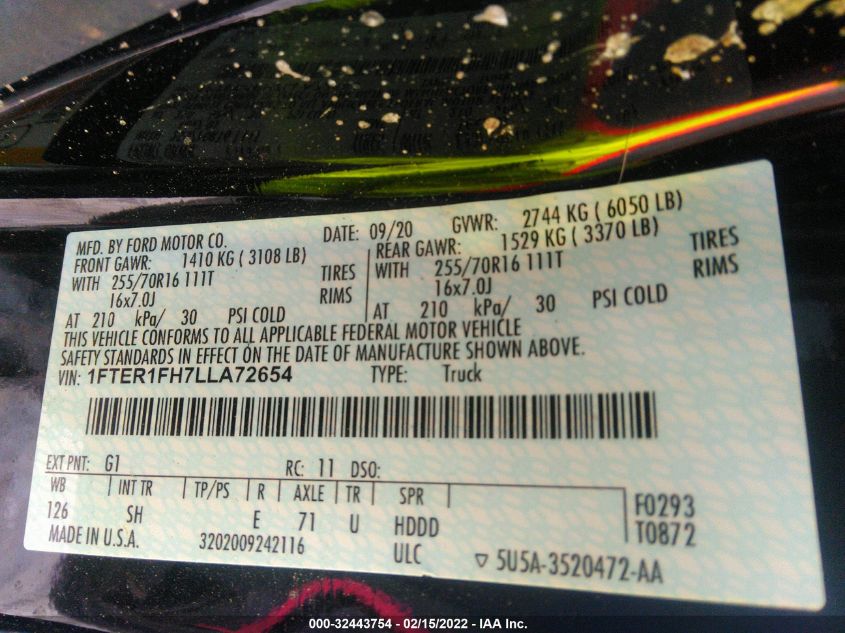 MFD. BY FORD MOTOR CO. DATE: 09/20 GVWR: 2744 KG ( 6050 LB)
FRONT GAWR: 1410 KG ( 3108 LB) REAR GAWR: 1529 KG ( 3370 LB)
WITH 255/70R16 111T TIRES WITH 255/70R16 111T TIRES
16x7.0J RIMS 16x7.0J RIMS
AT 210 kPa/ 30 PSI COLD AT 210 kPa/ 30 PSI COLD
THIS VEHICLE CONFORMS TO ALL APPLICABLE FEDERAL MOTOR VEHICLE
SAFETY STANDARDS IN EFFECT ON THE DATE OF MANUFACTURE SHOWN ABOVE.
VIN: 1FTER1FH7LLA72654 TYPE: Truck
EXT PNT: G1 RC: 11 DSO:
WB INT TR TP/PS R AXLE TR SPR
126 SH E 71 U HDDD F0293
ULC T0872
MADE IN U.S.A. 3202009242116 5U5A-3520472-AA
000-32443754 - 02/15/2022 - IAA Inc.